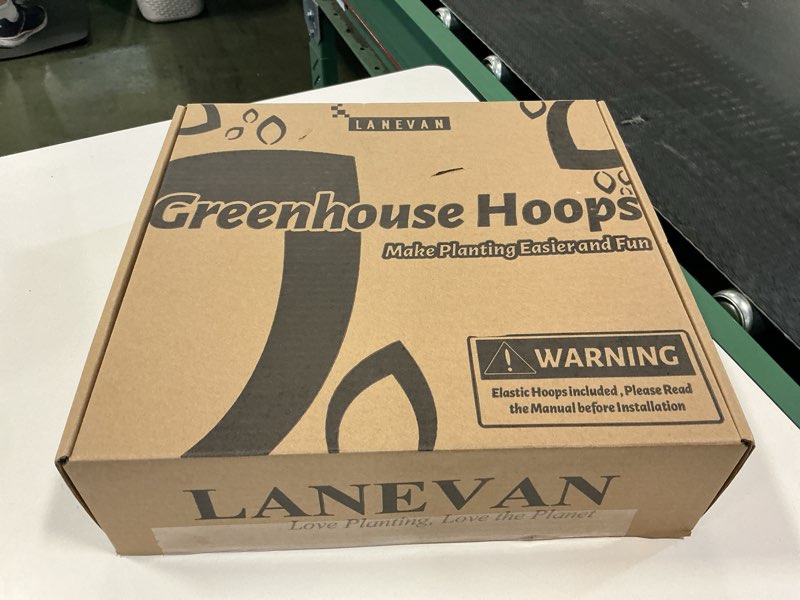 LANEVAN
Greenhouse Hoops
Make Planting Easier and Fun
WARNING
Elastic Hoops included , Please Read
the Manual before Installation
LANEVAN
Love Planting, Love the Planet